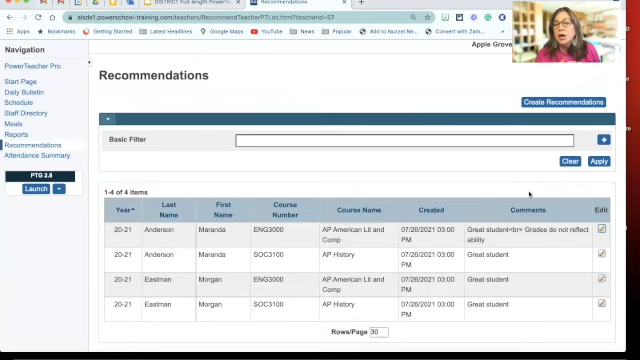 DISTRICT Full-length Powert
Recommendations
alsde1.powerschool-training.com/teachers/RecommendTeacherPTList.html?teacherid=57
Apps
Bookmarks
Getting Started
Latest Headlines
Google Maps
YouTube
Add to Nuzzel Ne...
Convert with Zam...
Navigation
Apple Grove
PowerTeacher Pro
Start Page
Daily Bulletin
Schedule
Staff Directory
Meals
Reports
Recommendations
Attendance Summary
PTG 2.8
Launch
Recommendations
Create Recommendations
Basic Filter
+
Clear Apply
1-4 of 4 items
Year Last Name First Name Course Number Course Name Created Comments Edit
20-21 Anderson Maranda ENG3000 AP American Lit and Comp 07/26/2021 03:00 PM Great student<br> Grades do not reflect ability
20-21 Anderson Maranda SOC3100 AP History 07/26/2021 03:00 PM Great student
20-21 Eastman Morgan ENG3000 AP American Lit and Comp 07/26/2021 03:00 PM Great student
20-21 Eastman Morgan SOC3100 AP History 07/26/2021 03:00 PM Great student
Rows/Page 30